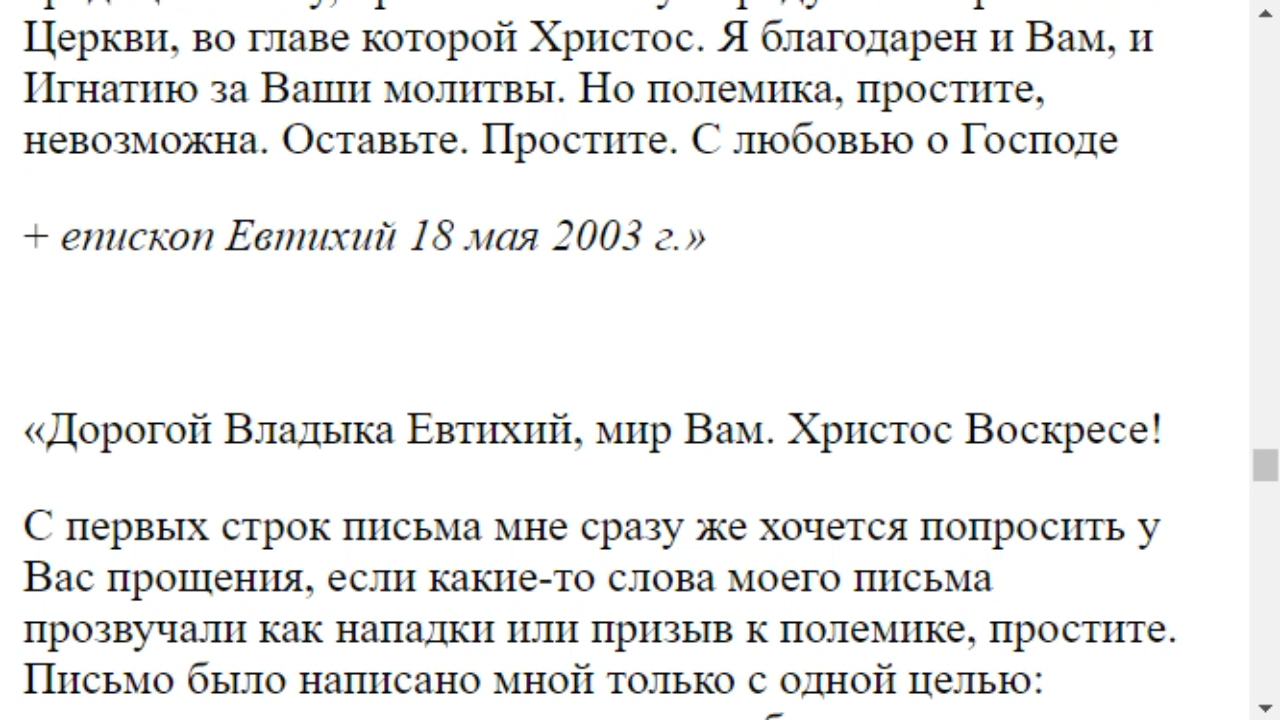 Церкви, во главе которой Христос. Я благодарен и Вам, и
Игнатию за Ваши молитвы. Но полемика, простите,
невозможна. Оставьте. Простите. С любовью о Господе
+ епископ Евтихий 18 мая 2003 г.»
«Дорогой Владыка Евтихий, мир Вам. Христос Воскресе!
С первых строк письма мне сразу же хочется попросить у
Вас прощения, если какие-то слова моего письма
прозвучали как нападки или призыв к полемике, простите.
Письмо было написано мной только с одной целью: